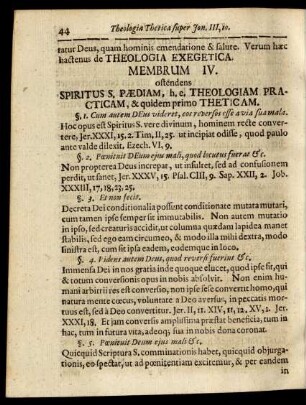 44 Theologia Thetica super Jon. III, 10.
tatur Deus, quam hominis emendatione & salute. Verum hæc
hactenus de THEOLOGIA EXEGETICA.
MEMBRUM IV.
ostendens
SPIRITUS S. PÆDIAM, h. e. THEOLOGIAM PRA-
CTICAM, & quidem primo THETICAM.
§. 1. Cum autem DEus videret, eos reversos esse a via sua mala.
Hoc opus est Spiritus S. vere divinum, hominem recte conver-
tere, Jer. XXXI, 15. 2. Tim, II, 25. ut incipiat odisse, quod paulo
ante valde dilexit. Ezech. VI. 9.
§. 2. Pœnituit DEum ejus mali, quod locutus fuerat &c.
Non propterea Deus increpat, ut insultet, sed ad confusionem
perdit, ut sanet, Jer. XXXV, 15. Psal. CIII, 9. Sap. XXII, 2. Job.
XXXIII, 17, 18, 23, 25.
§. 3. Et non fecit.
Decreta Dei conditionalia possent conditionate mutata mutari,
cum tamen ipse semper sit immutabilis. Non autem mutatio
in ipso, sed creaturis accidit, ut columna quædam lapidea manet
stabilis, sed ego eam circumeo, & modo illa mihi dextra, modo
sinistra est, cum sit ipsa eadem, eodemque in loco.
§. 4. Videns autem Deus, quod reversi fuerint &c.
Immensa Dei in nos gratia inde quoque elucet, quod ipse sit, qui
& totum conversionis opus in nobis absolvit. Non enim hu-
mani arbitrii res est conversio, non ipse sese convertit homo, qui
natura mente cœcus, voluntate a Deo aversus, in peccatis mor-
tuus est, sed à DEO convertitur. Jer. II, 11. XIV, 11, 12, XV, 1. Jer.
XXXI, 18. Et jam conversis amplissima præstat beneficia, tum in
hac, tum in futura vita, adeoq; sua in nobis dona coronat.
§. 5. Pœnituit Deum ejus mali &c.
Quicquid Scriptura S. comminationis habet, quicquid objurga-
tionis, eo spectat, ut ad pœnitentiam excitemur, & per eandem
in